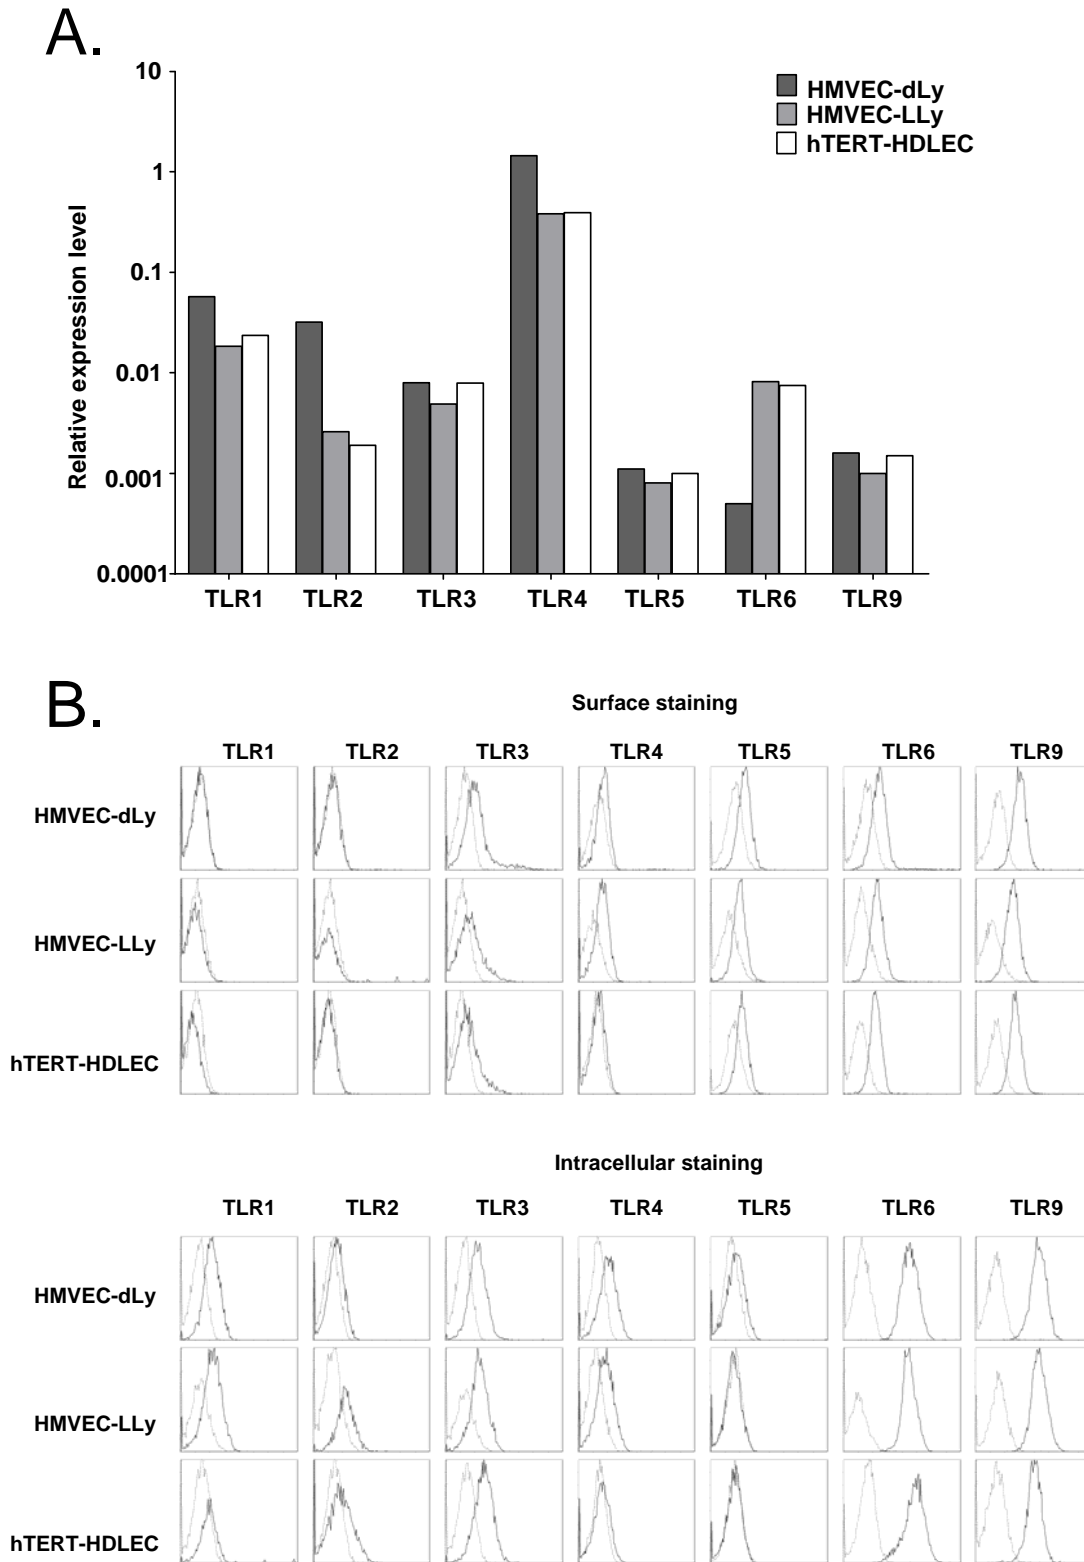 A.
10
1
0.1
0.01
0.001
0.0001
Relative expression level
HMVEC-dLy
HMVEC-LLy
hTERT-HDLEC
TLR1 TLR2 TLR3 TLR4 TLR5 TLR6 TLR9
B.
Surface staining
TLR1 TLR2 TLR3 TLR4 TLR5 TLR6 TLR9
HMVEC-dLy
HMVEC-LLy
hTERT-HDLEC
Intracellular staining
TLR1 TLR2 TLR3 TLR4 TLR5 TLR6 TLR9
HMVEC-dLy
HMVEC-LLy
hTERT-HDLEC